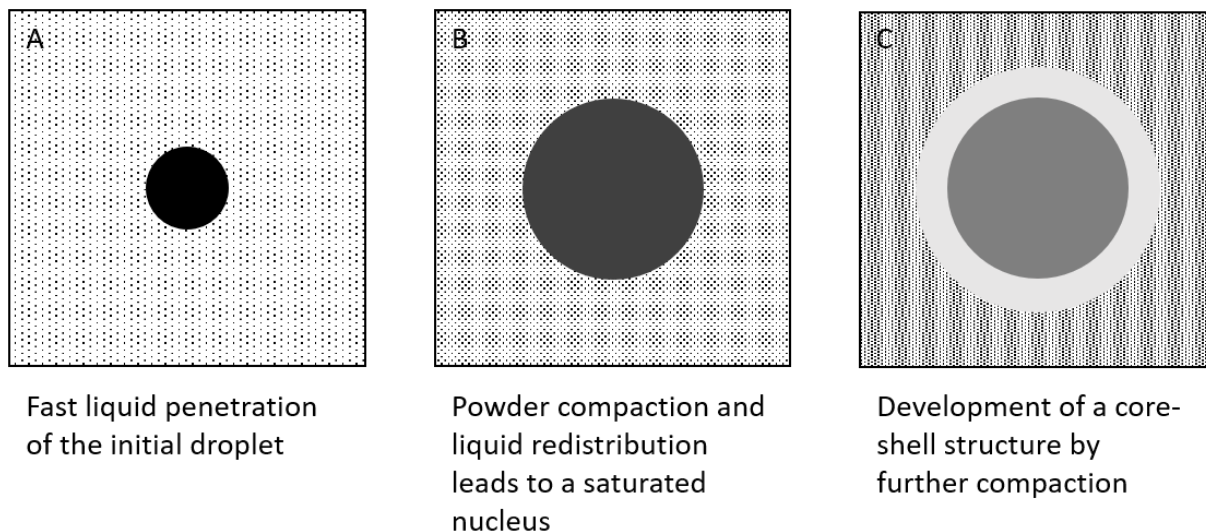 A
B
C
Fast liquid penetration
of the initial droplet
Powder compaction and
liquid redistribution
leads to a saturated
nucleus
Development of a core-
shell structure by
further compaction